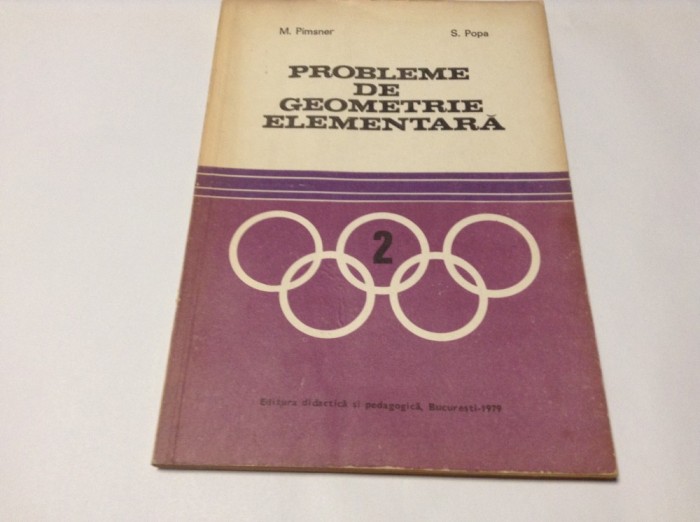 M. Pimsner S. Popa
PROBLEME
DE
GEOMETRIE
ELEMENTARĂ
2
Editura didactică și pedagogică, București-1979